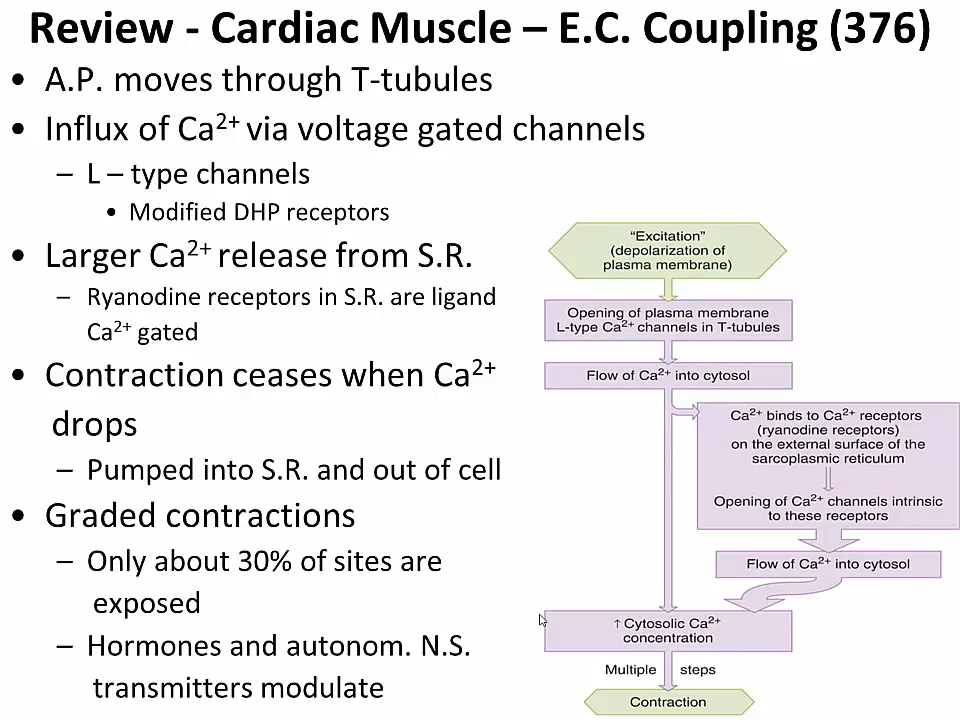 Review - Cardiac Muscle – E.C. Coupling (376)
• A.P. moves through T-tubules
• Influx of Ca²⁺ via voltage gated channels
– L – type channels
• Modified DHP receptors
• Larger Ca²⁺ release from S.R.
– Ryanodine receptors in S.R. are ligand
Ca²⁺ gated
• Contraction ceases when Ca²⁺
drops
– Pumped into S.R. and out of cell
• Graded contractions
– Only about 30% of sites are
exposed
– Hormones and autonom. N.S.
transmitters modulate
“Excitation”
(depolarization of
plasma membrane)
Opening of plasma membrane
L-type Ca²⁺ channels in T-tubules
Flow of Ca²⁺ into cytosol
Ca²⁺ binds to Ca²⁺ receptors
(ryanodine receptors)
on the external surface of the
sarcoplasmic reticulum
Opening of Ca²⁺ channels intrinsic
to these receptors
Flow of Ca²⁺ into cytosol
↑ Cytosolic Ca²⁺
concentration
Multiple steps
Contraction